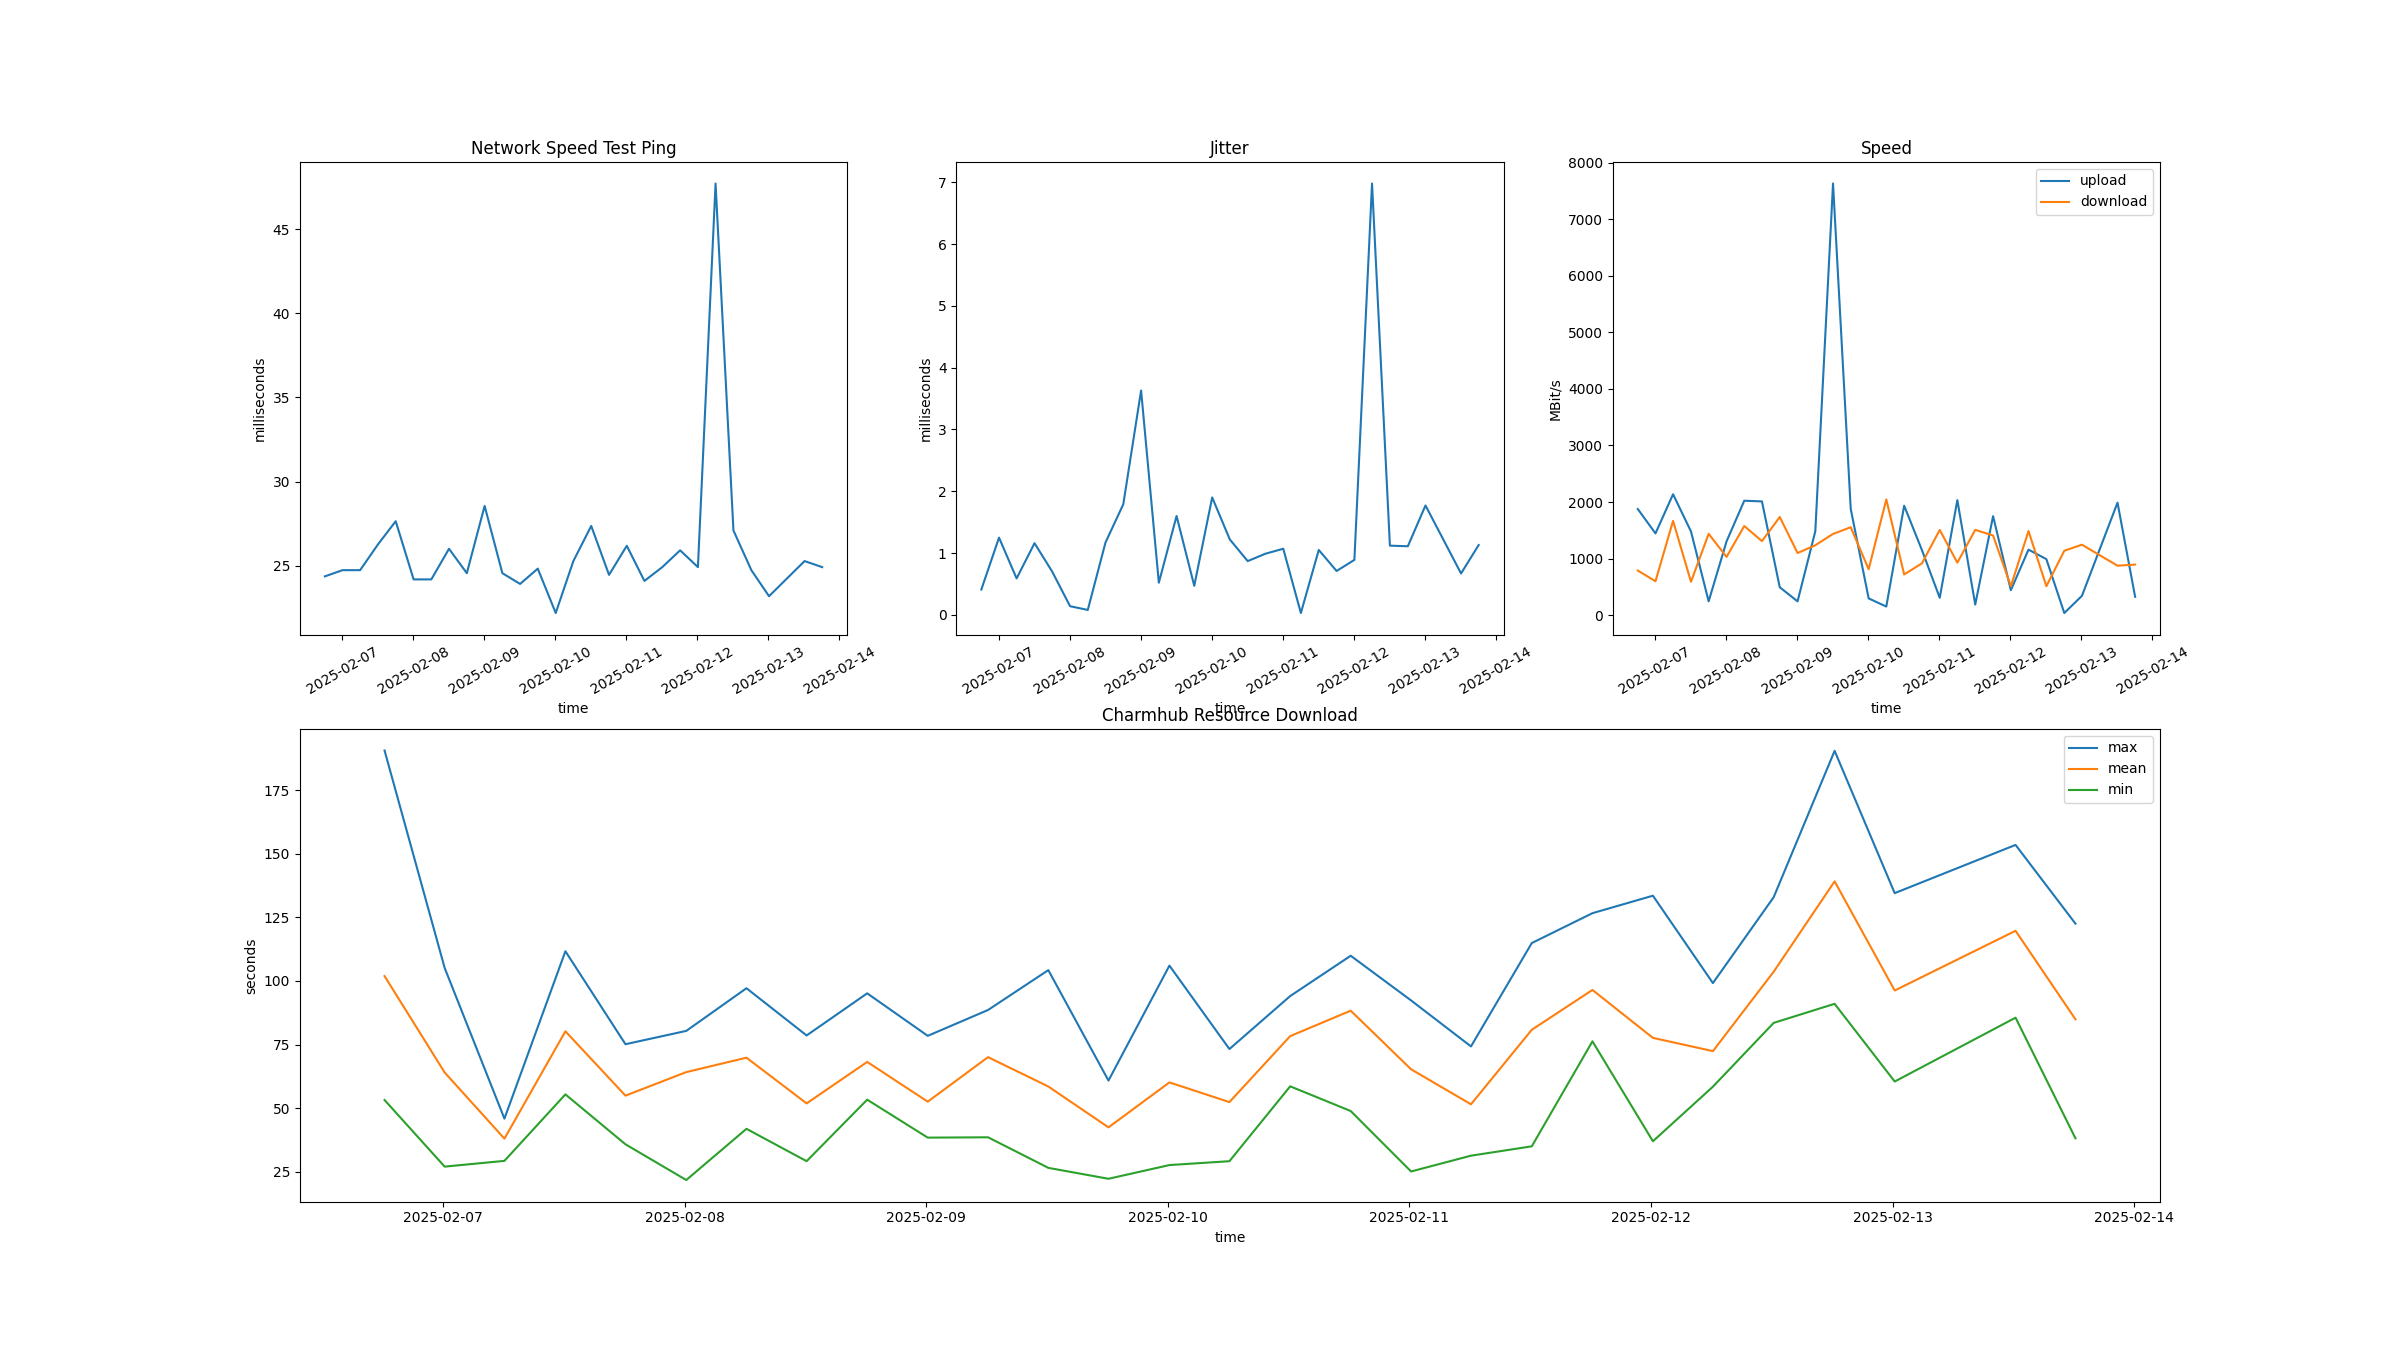 Network Speed Test Ping
milliseconds
45
40
35
30
25
2025-02-07 2025-02-08 2025-02-09 2025-02-10 2025-02-11 2025-02-12 2025-02-13 2025-02-14
time
Jitter
milliseconds
7
6
5
4
3
2
1
0
2025-02-07 2025-02-08 2025-02-09 2025-02-10 2025-02-11 2025-02-12 2025-02-13 2025-02-14
time
Speed
MBit/s
8000
7000
6000
5000
4000
3000
2000
1000
0
upload
download
2025-02-07 2025-02-08 2025-02-09 2025-02-10 2025-02-11 2025-02-12 2025-02-13 2025-02-14
time
Charmhub Resource Download
seconds
175
150
125
100
75
50
25
max
mean
min
2025-02-07 2025-02-08 2025-02-09 2025-02-10 2025-02-11 2025-02-12 2025-02-13 2025-02-14
time